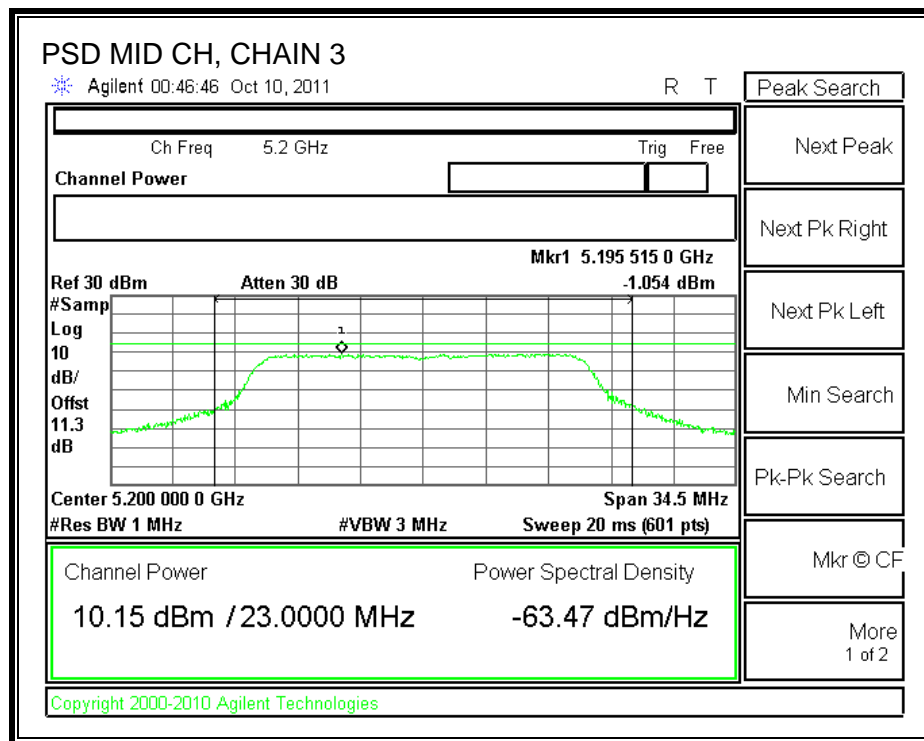 PSD MID CH, CHAIN 3
Agilent 00:46:46 Oct 10, 2011 R T
Peak Search
Ch Freq 5.2 GHz Trig Free
Channel Power
Mkr1 5.195 515 0 GHz
Ref 30 dBm Atten 30 dB -1.054 dBm
#Samp
Log
10
dB/
Offst
11.3
dB
1
Center 5.200 000 0 GHz Span 34.5 MHz
#Res BW 1 MHz #VBW 3 MHz Sweep 20 ms (601 pts)
Channel Power Power Spectral Density
10.15 dBm / 23.0000 MHz -63.47 dBm/Hz
Copyright 2000-2010 Agilent Technologies
Next Peak
Next Pk Right
Next Pk Left
Min Search
Pk-Pk Search
Mkr © CF
More
1 of 2